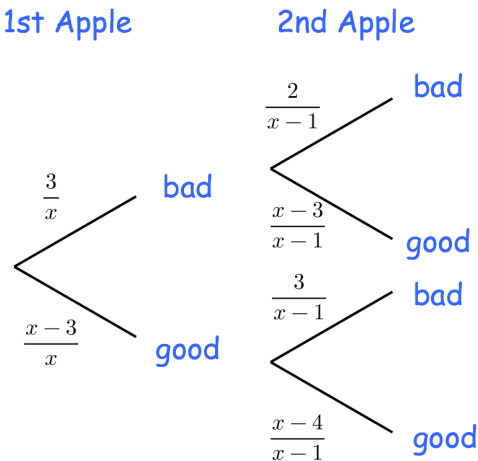 1st Apple 2nd Apple
2/(x − 1) bad
3/x bad
(x − 3)/(x − 1) good
3/(x − 1) bad
(x − 3)/x good
(x − 4)/(x − 1) good